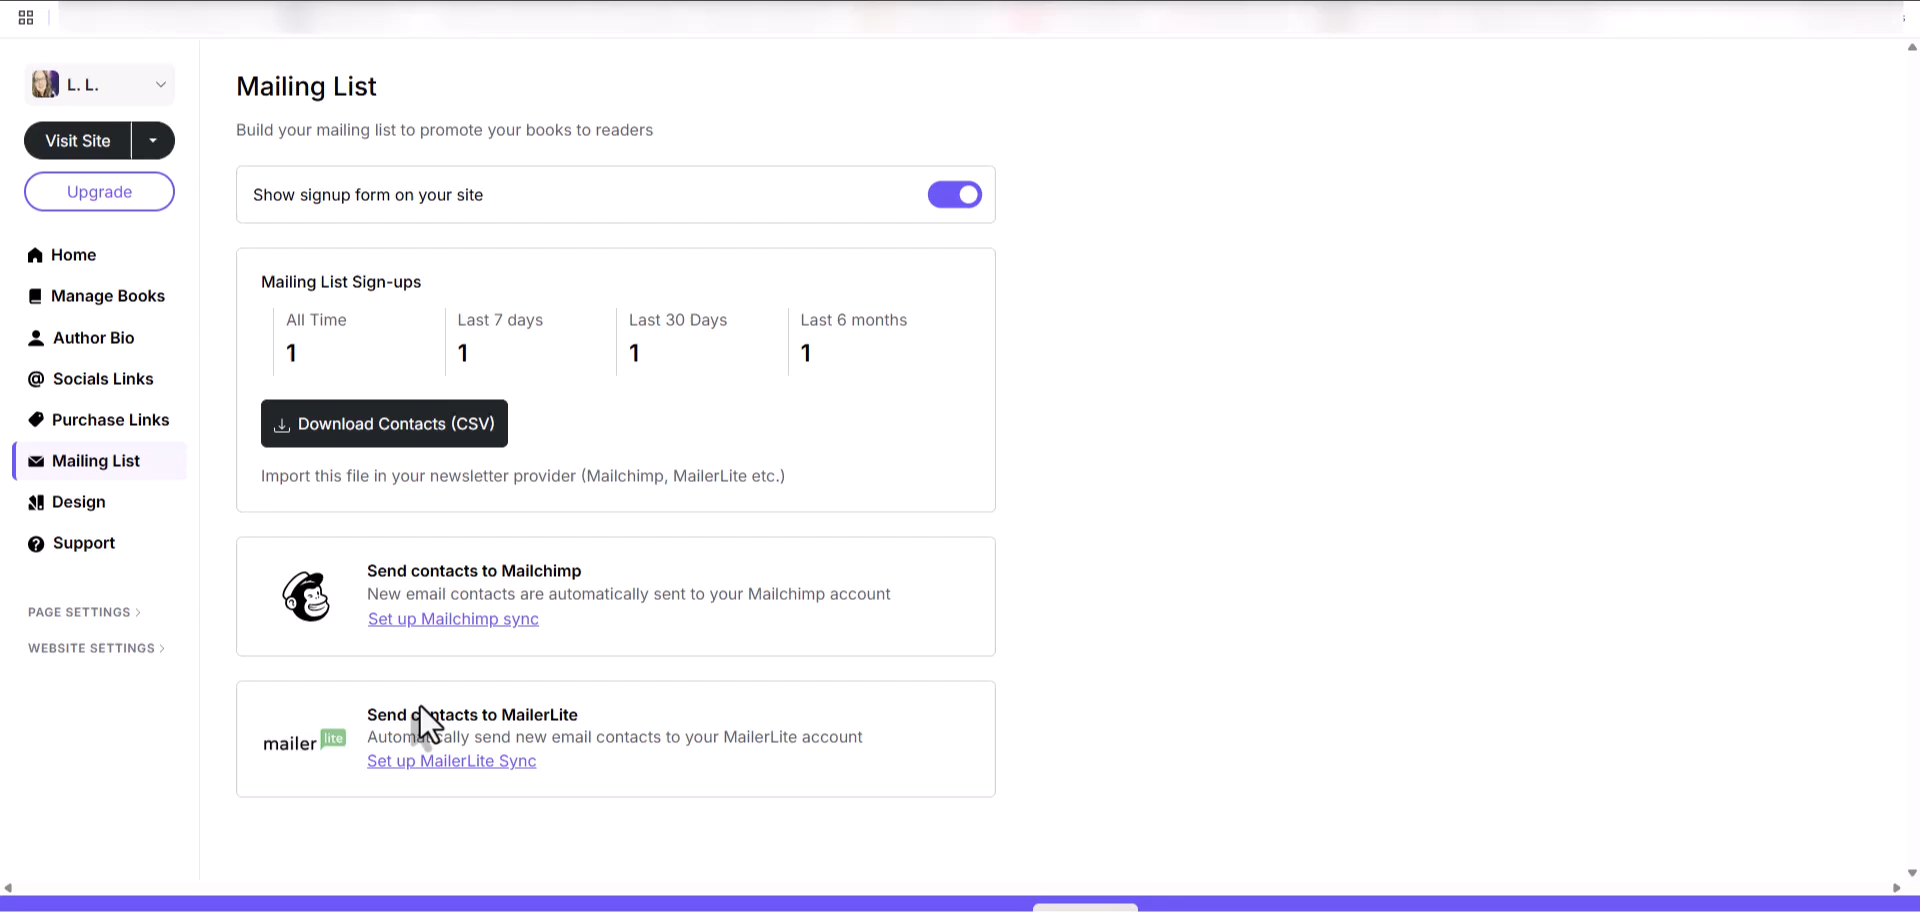 L. L.
Visit Site
Upgrade
Home
Manage Books
Author Bio
Socials Links
Purchase Links
Mailing List
Design
Support
PAGE SETTINGS
WEBSITE SETTINGS
Mailing List
Build your mailing list to promote your books to readers
Show signup form on your site
Mailing List Sign-ups
All Time Last 7 days Last 30 Days Last 6 months
1 1 1 1
Download Contacts (CSV)
Import this file in your newsletter provider (Mailchimp, MailerLite etc.)
Send contacts to Mailchimp
New email contacts are automatically sent to your Mailchimp account
Set up Mailchimp sync
mailer lite
Send contacts to MailerLite
Automatically send new email contacts to your MailerLite account
Set up MailerLite Sync